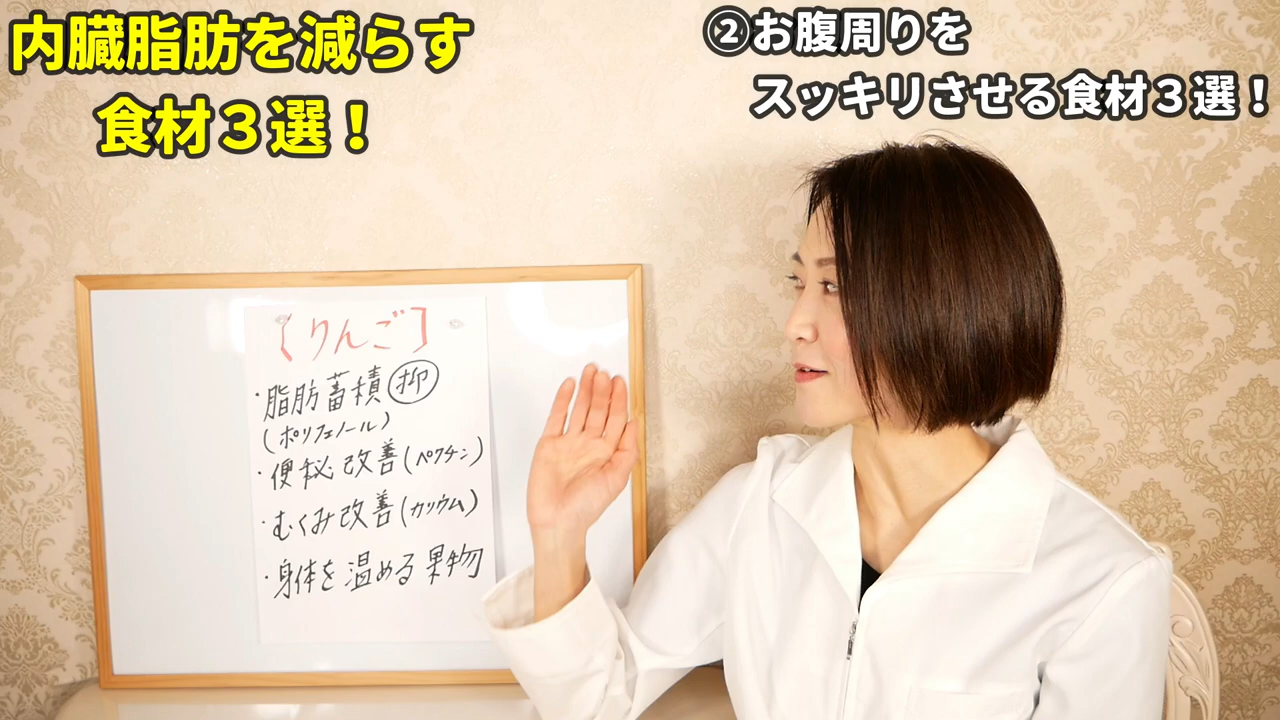 内臓脂肪を減らす
食材3選！
②お腹周りを
スッキリさせる食材3選！
【りんご】
・脂肪蓄積 抑
(ポリフェノール)
・便秘改善(ペクチン)
・むくみ改善(カリウム)
・身体を温める果物